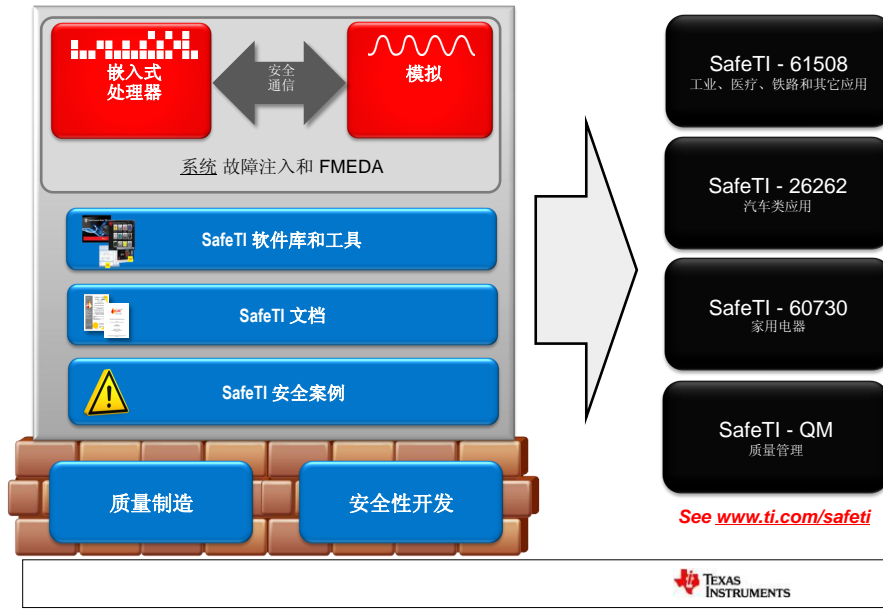 嵌入式
处理器
安全
通信
模拟
系统 故障注入和 FMEDA
SafeTI 软件库和工具
SafeTI 文档
SafeTI 安全案例
质量制造
安全性开发
SafeTI - 61508
工业、医疗、铁路和其它应用
SafeTI - 26262
汽车类应用
SafeTI - 60730
家用电器
SafeTI - QM
质量管理
See www.ti.com/safeti
TEXAS
INSTRUMENTS